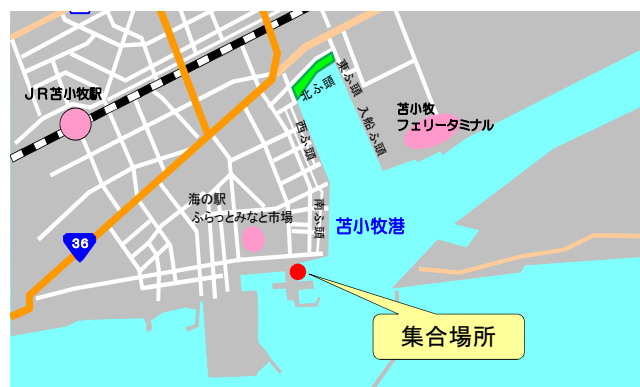 JR苫小牧駅
北ふ頭
東ふ頭
入船ふ頭
苫小牧
フェリータミナル
西ふ頭
海の駅
ふらっとみなと市場
南ふ頭
苫小牧港
36
集合場所